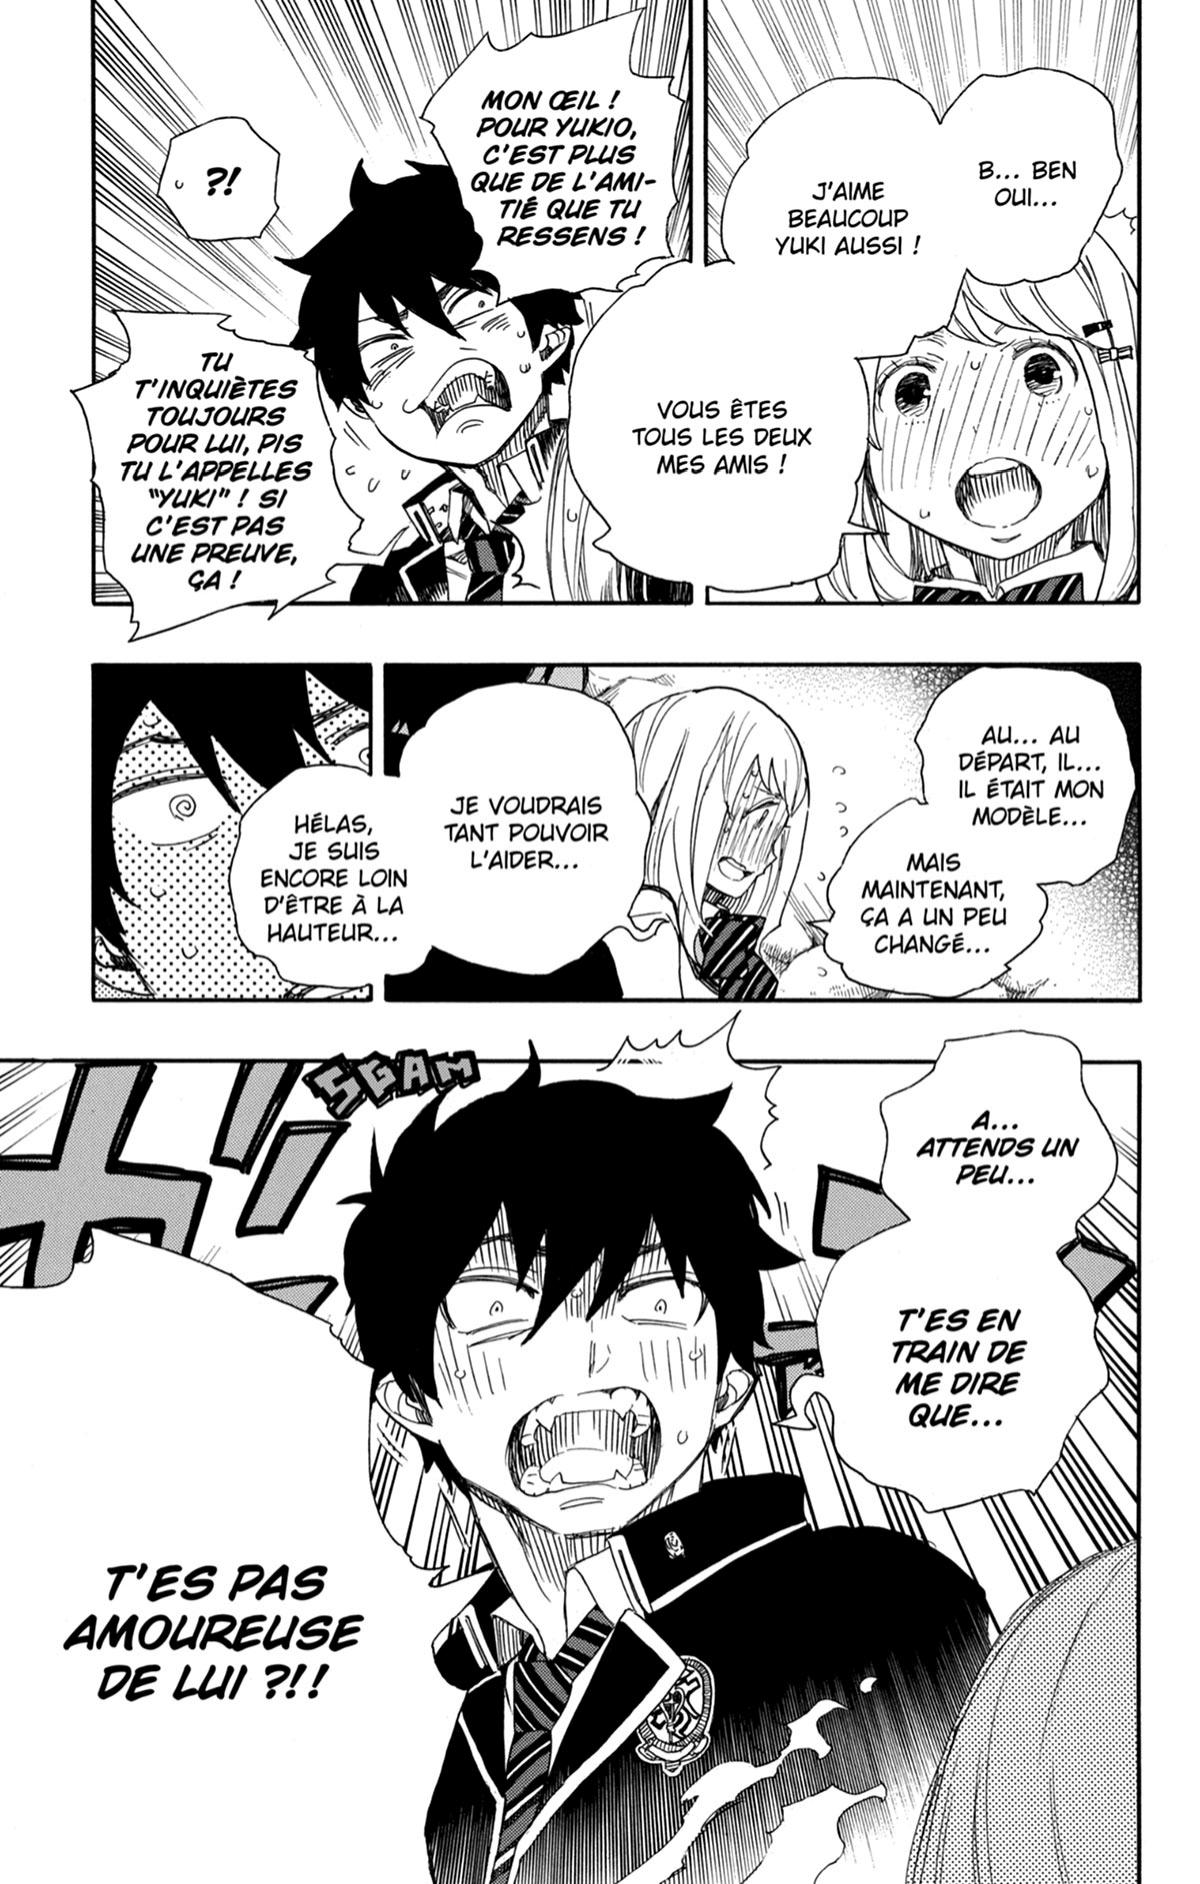 B... BEN
OUI...
J'AIME
BEAUCOUP
YUKI AUSSI !
VOUS ÊTES
TOUS LES DEUX
MES AMIS !
MON ŒIL !
POUR YUKIO,
C'EST PLUS
QUE DE L'AMI-
TIÉ QUE TU
RESSENS !
?!
TU
T'INQUIÈTES
TOUJOURS
POUR LUI, PIS
TU L'APPELLES
"YUKI" ! SI
C'EST PAS
UNE PREUVE,
ÇA !
AU... AU
DÉPART, IL...
IL ÉTAIT MON
MODÈLE...
MAIS
MAINTENANT,
ÇA A UN PEU
CHANGÉ...
JE VOUDRAIS
TANT POUVOIR
L'AIDER...
HÉLAS,
JE SUIS
ENCORE LOIN
D'ÊTRE À LA
HAUTEUR...
A...
ATTENDS UN
PEU...
SGAM
T'ES EN
TRAIN DE
ME DIRE
QUE...
T'ES PAS
AMOUREUSE
DE LUI ?!!